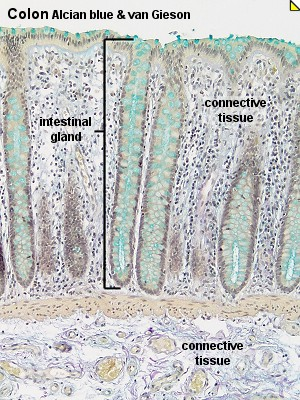 Colon Alcian blue & van Gieson
intestinal
gland
connective
tissue
connective
tissue